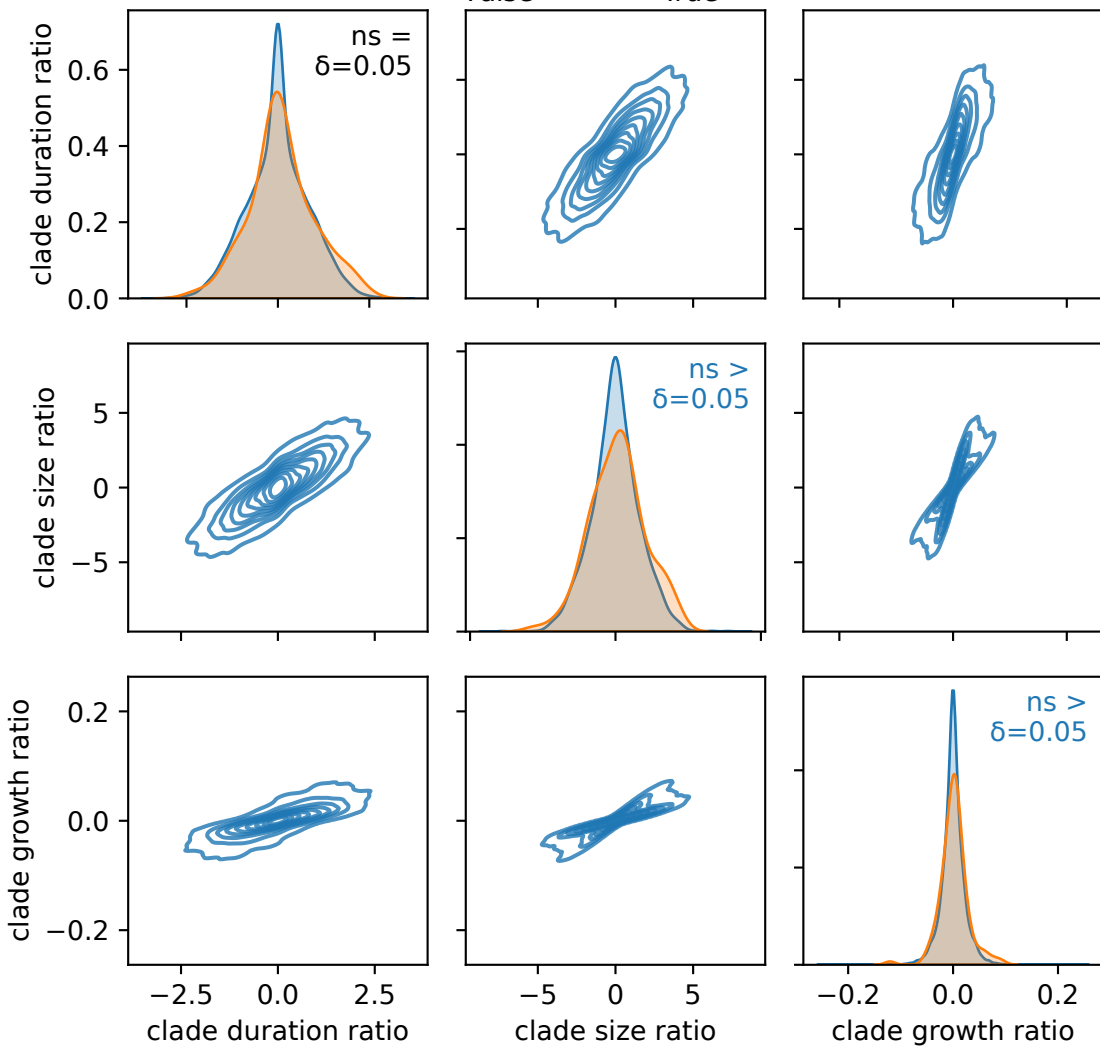 clade duration ratio
0.6
0.4
0.2
0.0
ns =
δ=0.05
clade size ratio
5
0
−5
ns >
δ=0.05
clade growth ratio
0.2
0.0
−0.2
ns >
δ=0.05
−2.5 0.0 2.5
−5 0 5
−0.2 0.0 0.2
clade duration ratio
clade size ratio
clade growth ratio